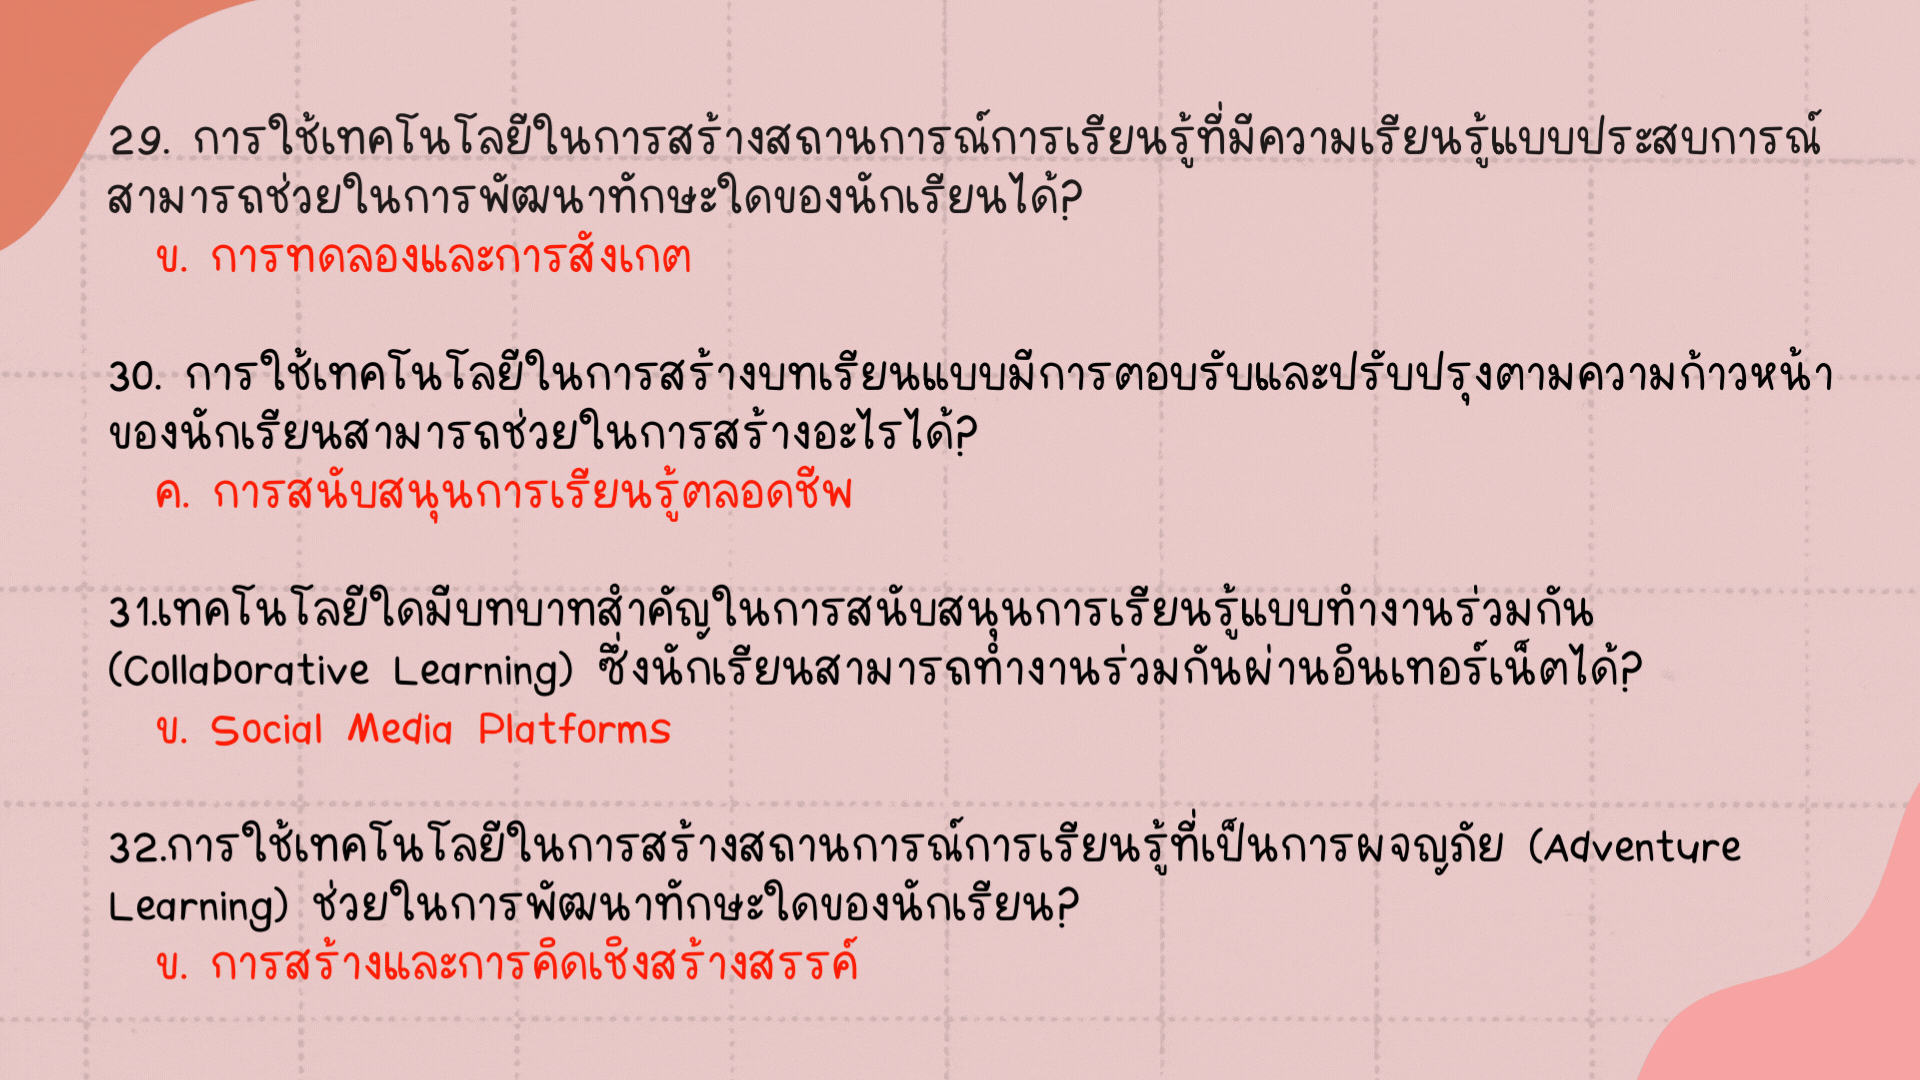 29. การใช้เทคโนโลยีในการสร้างสถานการณ์การเรียนรู้ที่มีความเรียนรู้แบบประสบการณ์
สามารถช่วยในการพัฒนาทักษะใดของนักเรียนได้?
ข. การทดลองและการสังเกต
30. การใช้เทคโนโลยีในการสร้างบทเรียนแบบมีการตอบรับและปรับปรุงตามความก้าวหน้า
ของนักเรียนสามารถช่วยในการสร้างอะไรได้?
ค. การสนับสนุนการเรียนรู้ตลอดชีพ
31.เทคโนโลยีใดมีบทบาทสำคัญในการสนับสนุนการเรียนรู้แบบทำงานร่วมกัน
(Collaborative Learning) ซึ่งนักเรียนสามารถทำงานร่วมกันผ่านอินเทอร์เน็ตได้?
ข. Social Media Platforms
32.การใช้เทคโนโลยีในการสร้างสถานการณ์การเรียนรู้ที่เป็นการผจญภัย (Adventure
Learning) ช่วยในการพัฒนาทักษะใดของนักเรียน?
ข. การสร้างและการคิดเชิงสร้างสรรค์